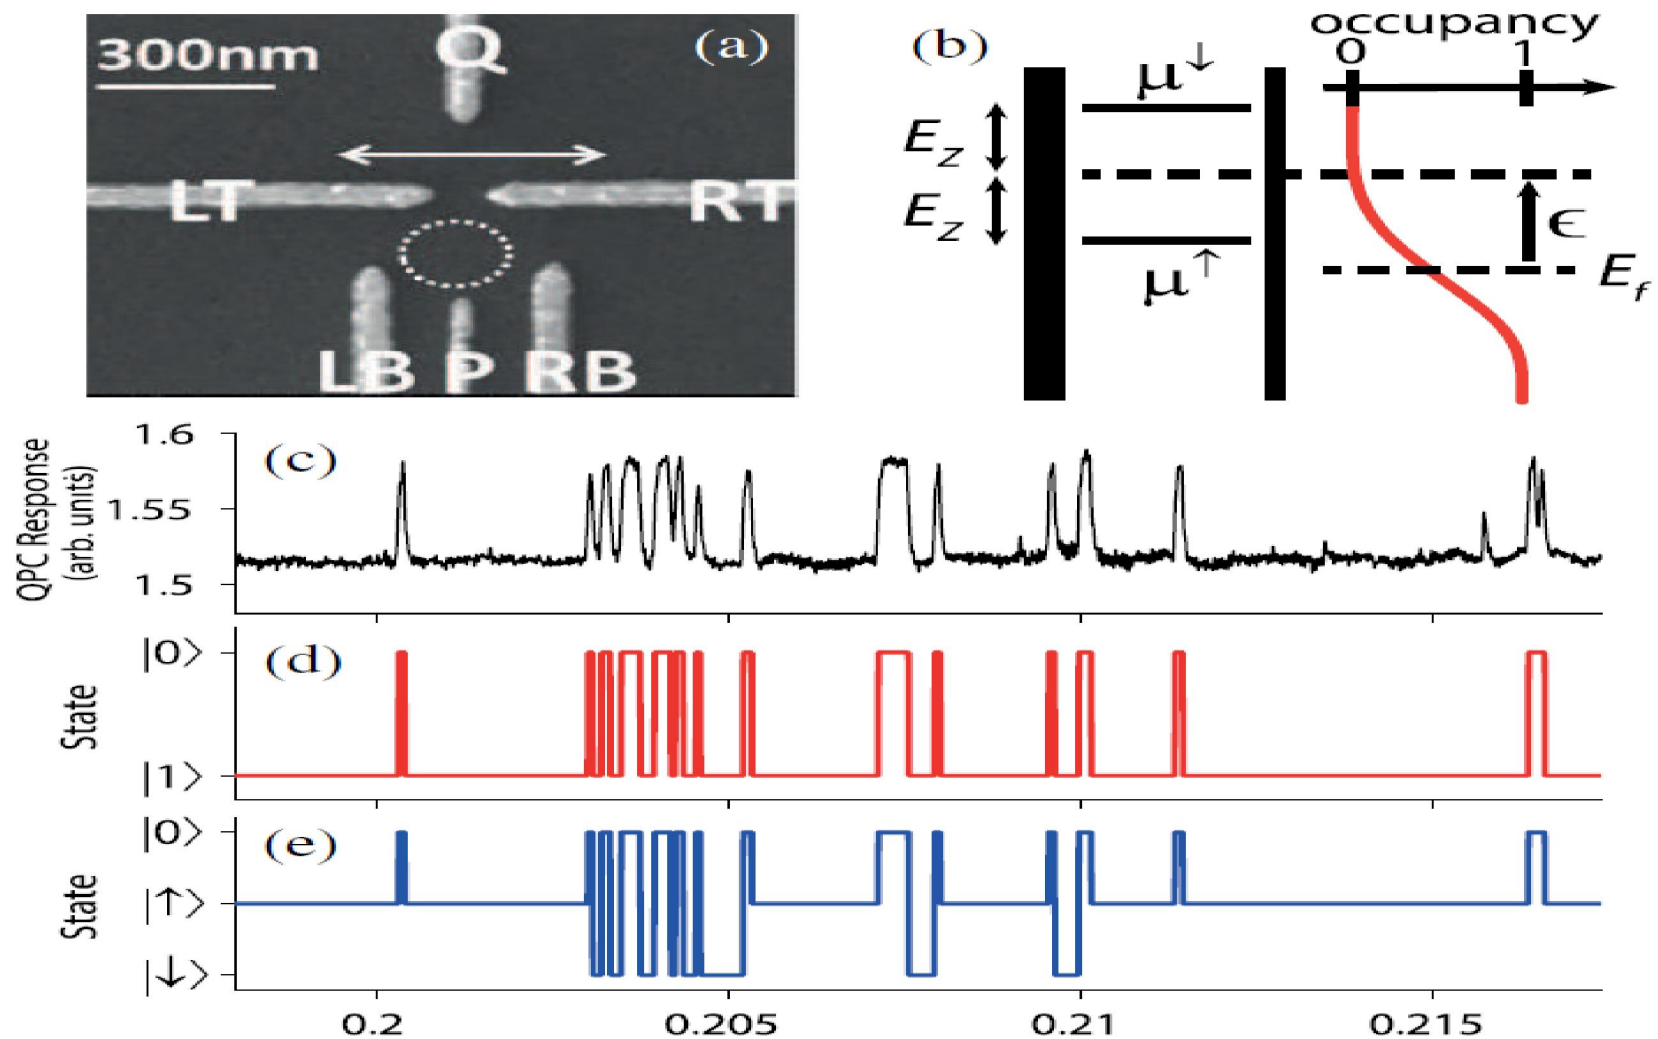 300nm
Q
(a)
LT
RT
LB
P
RB
(b)
occupancy
0
1
μ↓
E_Z
E_Z
μ↑
ϵ
E_f
QPC Response
(arb. units)
1.6
1.55
1.5
(c)
State
|0⟩
|1⟩
(d)
State
|0⟩
|↑⟩
|↓⟩
(e)
0.2
0.205
0.21
0.215